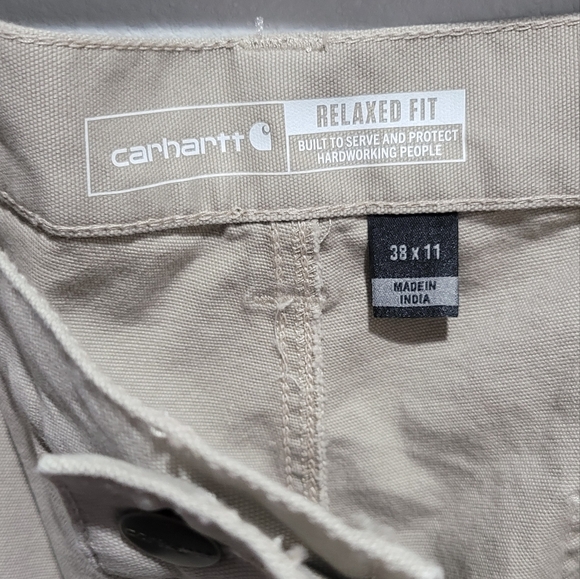 carhartt
RELAXED FIT
BUILT TO SERVE AND PROTECT
HARDWORKING PEOPLE
38 x 11
MADE IN
INDIA